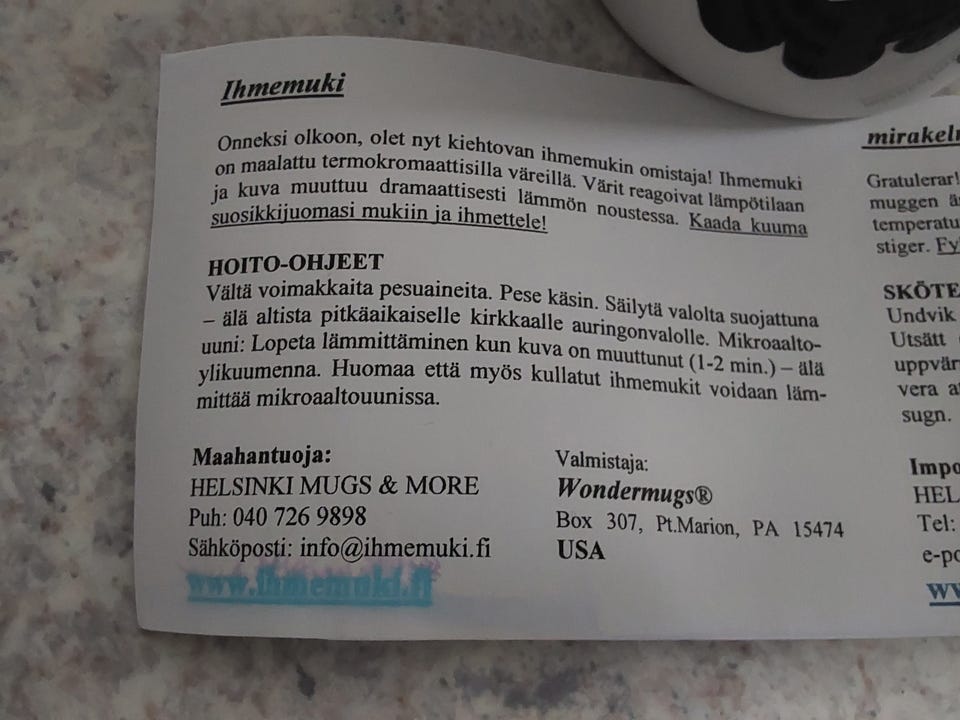 Ihmemuki
Onneksi olkoon, olet nyt kiehtovan ihmemukin omistaja! Ihmemuki
on maalattu termokromaattisilla väreillä. Värit reagoivat lämpötilaan
ja kuva muuttuu dramaattisesti lämmön noustessa. Kaada kuuma
suosikkijuomasi mukiin ja ihmettele!
HOITO-OHJEET
Vältä voimakkaita pesuaineita. Pese käsin. Säilytä valolta suojattuna
– älä altista pitkäaikaiselle kirkkaalle auringonvalolle. Mikroaalto-
uuni: Lopeta lämmittäminen kun kuva on muuttunut (1-2 min.) – älä
ylikuumenna. Huomaa että myös kullatut ihmemukit voidaan läm-
mittää mikroaaltouunissa.
Maahantuoja:
HELSINKI MUGS & MORE
Puh: 040 726 9898
Sähköposti: info@ihmemuki.fi
www.ihmemuki.fi
Valmistaja:
Wondermugs®
Box 307, Pt.Marion, PA 15474
USA
Gratulerar!
muggen
stiger.
SKÖTE
Undvik
Utsätt
vera
sugn.
HEL
Tel: